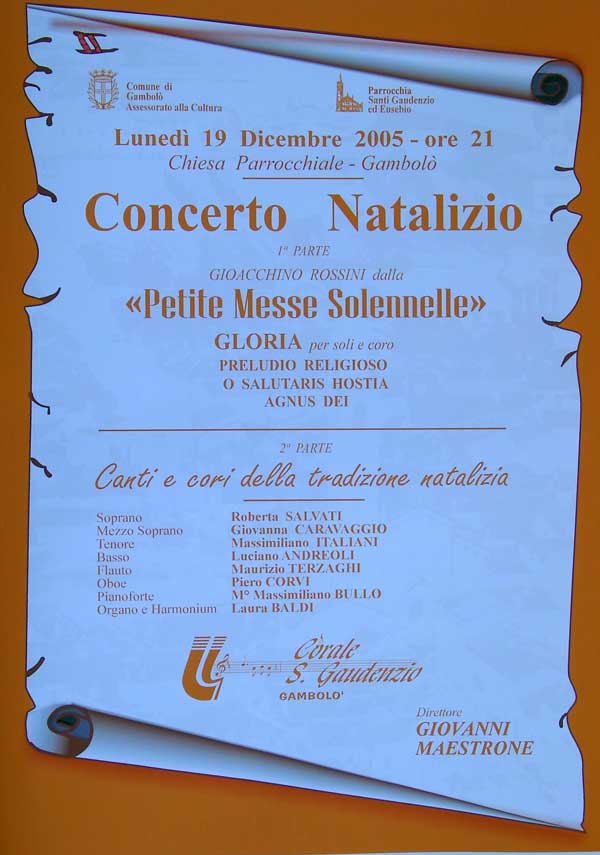 Comune di
Gambolò
Assessorato alla Cultura
Parrocchia
Santi Gaudenzio
ed Eusebio
Lunedì 19 Dicembre 2005 - ore 21
Chiesa Parrocchiale - Gambolò
Concerto Natalizio
1ª PARTE
GIOACCHINO ROSSINI dalla
«Petite Messe Solennelle»
GLORIA per soli e coro
PRELUDIO RELIGIOSO
O SALUTARIS HOSTIA
AGNUS DEI
2ª PARTE
Canti e cori della tradizione natalizia
Soprano Roberta SALVATI
Mezzo Soprano Giovanna CARAVAGGIO
Tenore Massimiliano ITALIANI
Basso Luciano ANDREOLI
Flauto Maurizio TERZAGHI
Oboe Piero CORVI
Pianoforte M° Massimiliano BULLO
Organo e Harmonium Laura BALDI
Còrale
S. Gaudenzio
GAMBOLO'
Direttore
GIOVANNI
MAESTRONE